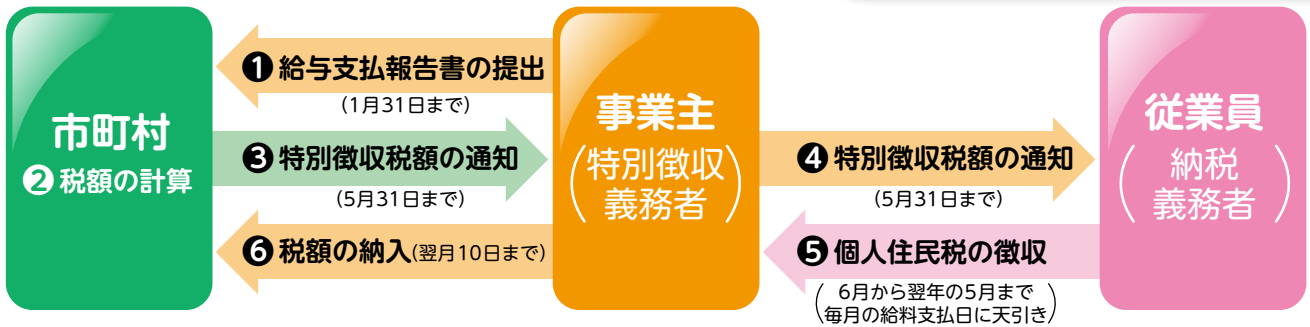 市町村
❷税額の計算
❶給与支払報告書の提出
(1月31日まで)
❸特別徴収税額の通知
(5月31日まで)
❻税額の納入(翌月10日まで)
事業主
(特別徴収
義務者)
❹特別徴収税額の通知
(5月31日まで)
❺個人住民税の徴収
(6月から翌年の5月まで
毎月の給料支払日に天引き)
従業員
(納税
義務者)